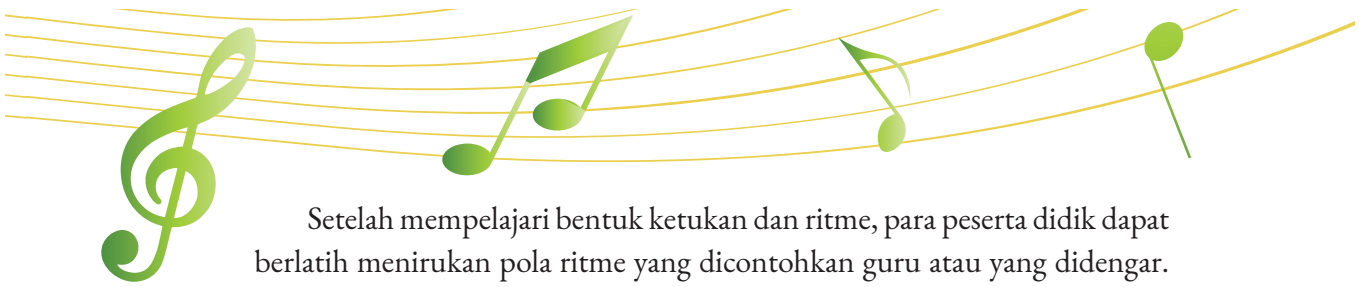 Setelah mempelajari bentuk ketukan dan ritme, para peserta didik dapat
berlatih menirukan pola ritme yang dicontohkan guru atau yang didengar.